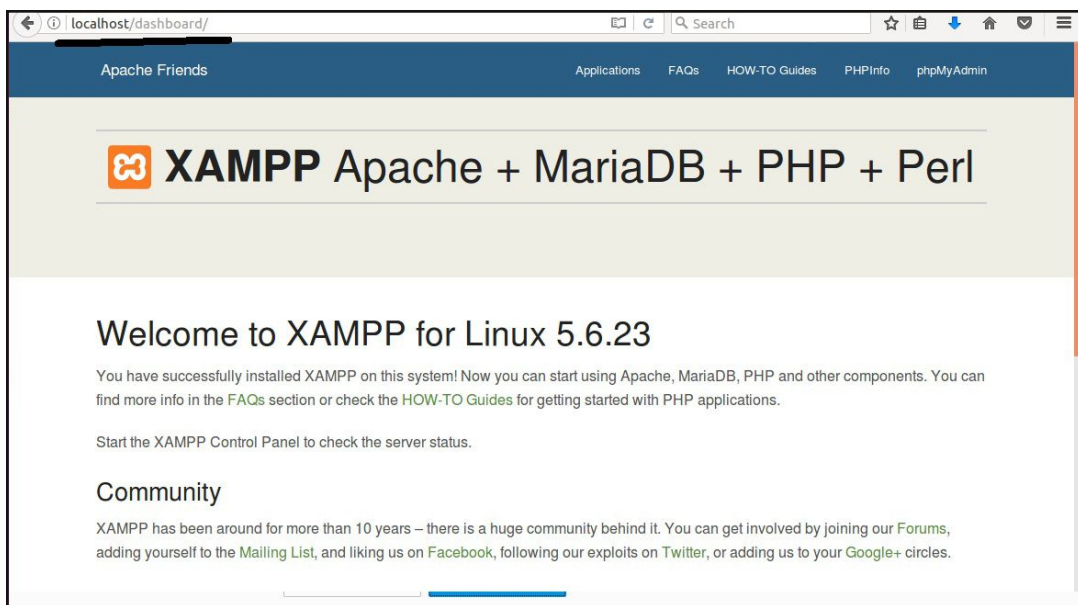 localhost/dashboard/
Search
Apache Friends
Applications FAQs HOW-TO Guides PHPInfo phpMyAdmin
XAMPP Apache + MariaDB + PHP + Perl
Welcome to XAMPP for Linux 5.6.23
You have successfully installed XAMPP on this system! Now you can start using Apache, MariaDB, PHP and other components. You can
find more info in the FAQs section or check the HOW-TO Guides for getting started with PHP applications.
Start the XAMPP Control Panel to check the server status.
Community
XAMPP has been around for more than 10 years – there is a huge community behind it. You can get involved by joining our Forums,
adding yourself to the Mailing List, and liking us on Facebook, following our exploits on Twitter, or adding us to your Google+ circles.